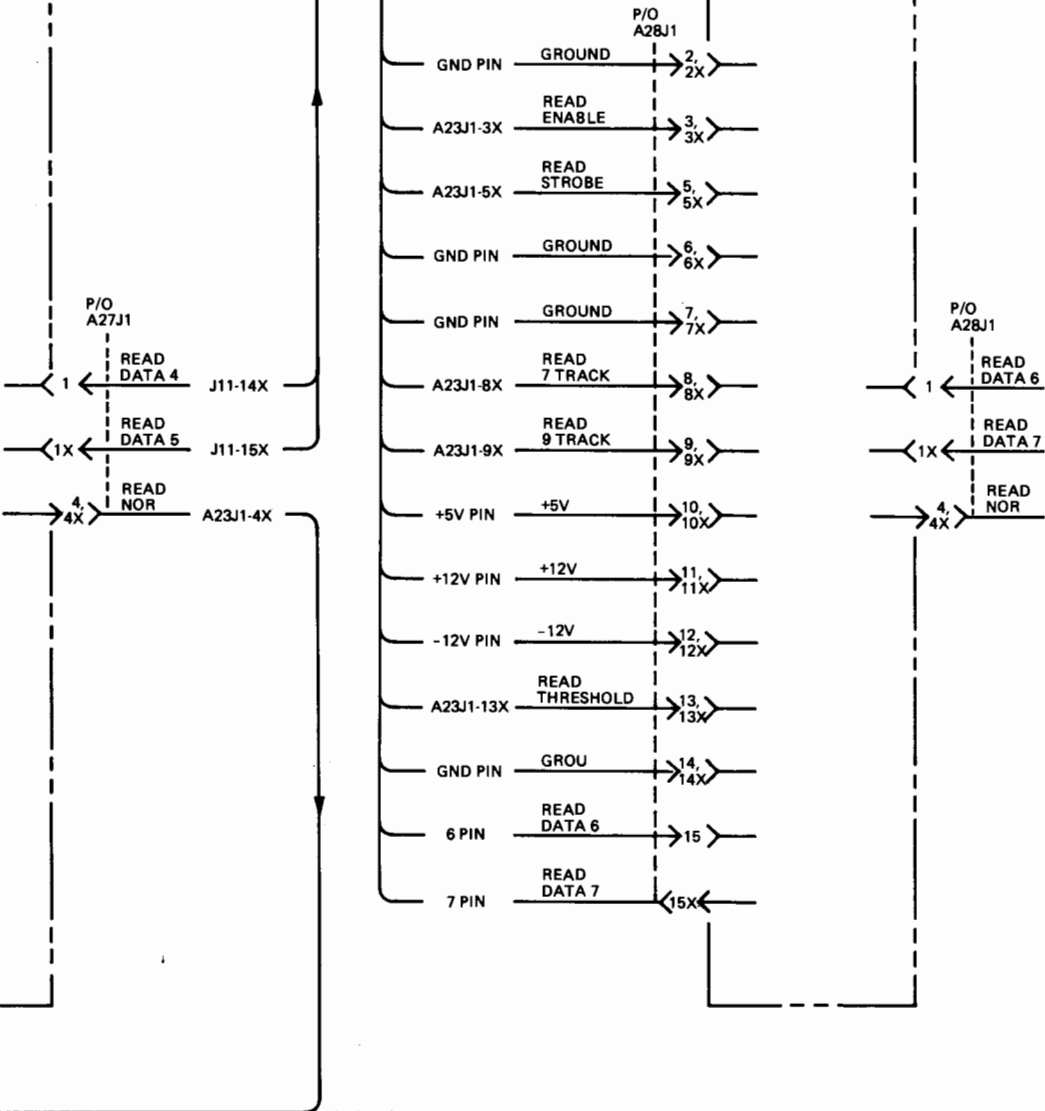 P/O
A28J1
GND PIN GROUND 2,
2X
READ
A23J1-3X ENABLE 3,
3X
READ
A23J1-5X STROBE 5,
5X
GND PIN GROUND 6,
6X
GND PIN GROUND 7,
7X
READ
A23J1-8X 7 TRACK 8,
8X
READ
A23J1-9X 9 TRACK 9,
9X
+5V PIN +5V 10,
10X
+12V PIN +12V 11,
11X
-12V PIN -12V 12,
12X
READ
A23J1-13X THRESHOLD 13,
13X
GND PIN GROU 14,
14X
READ
6 PIN DATA 6 15
READ
7 PIN DATA 7 15X
P/O
A27J1
READ
1 DATA 4 J11-14X
READ
1X DATA 5 J11-15X
READ
4,
4X NOR A23J1-4X
P/O
A28J1
READ
1 DATA 6
READ
1X DATA 7
READ
4,
4X NOR